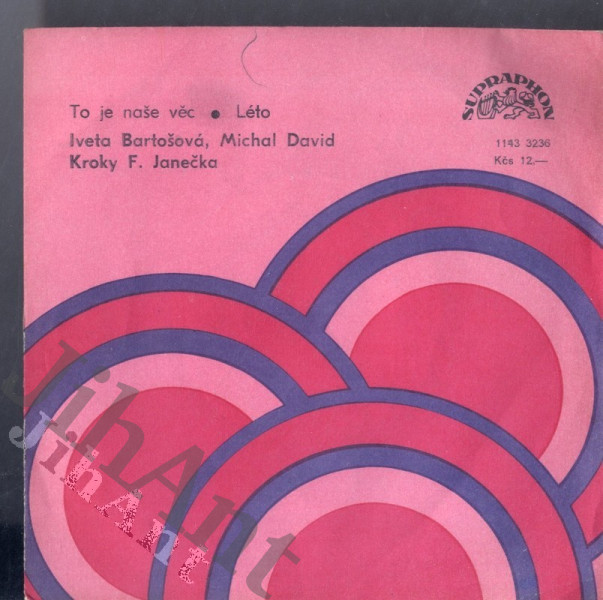 To je naše věc • Léto
Iveta Bartošová, Michal David
Kroky F. Janečka
SUPRAPHON
1143 3236
Kčs 12,—
JihAnt
JihAnt